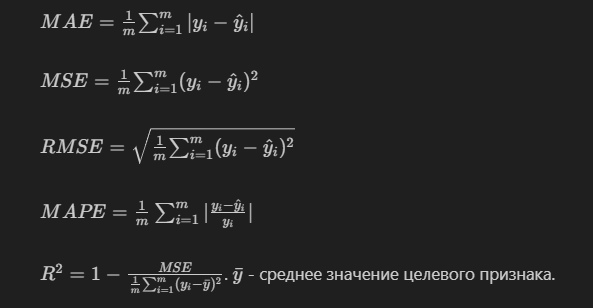 $MAE = \frac{1}{m}\sum_{i=1}^{m}|y_i - \hat{y}_i|$
$MSE = \frac{1}{m}\sum_{i=1}^{m}(y_i - \hat{y}_i)^2$
$RMSE = \sqrt{\frac{1}{m}\sum_{i=1}^{m}(y_i - \hat{y}_i)^2}$
$MAPE = \frac{1}{m}\sum_{i=1}^{m}|\frac{y_i - \hat{y}_i}{y_i}|$
$R^2 = 1 - \frac{MSE}{\frac{1}{m}\sum_{i=1}^{m}(y_i - \bar{y})^2}$. $\bar{y}$ - среднее значение целевого признака.